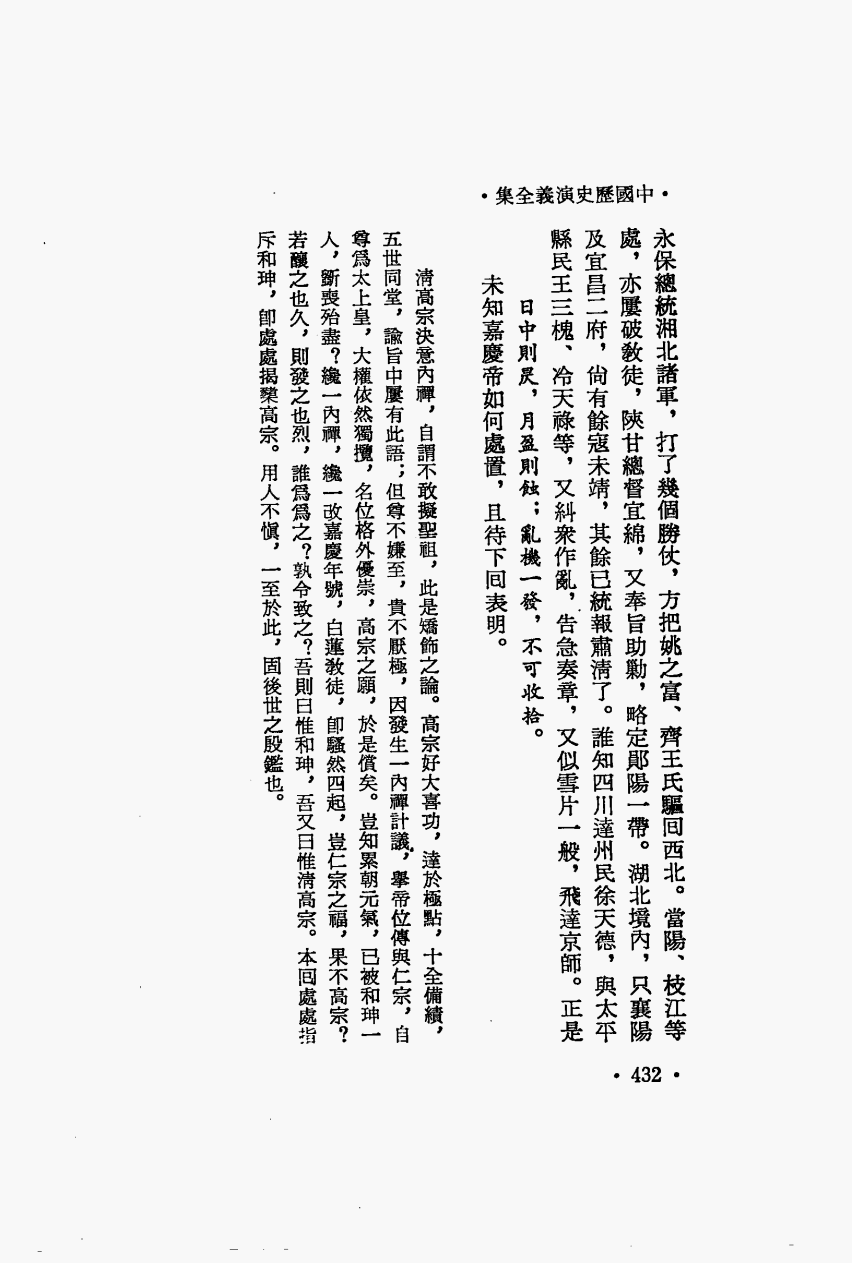 •中國歷史演義全集•
永保總統湘北諸軍，打了幾個勝仗，方把姚之富、齊王氏驅回西北。當陽、枝江等
處，亦屢破教徒，陝甘總督宜綿，又奉旨助勦，略定鄖陽一帶。湖北境內，只襄陽
及宜昌二府，尙有餘寇未靖，其餘已統報肅淸了。誰知四川達州民徐天德，與太平
縣民王三槐、冷天祿等，又糾衆作亂，告急奏章，又似雪片一般，飛達京師。正是
日中則昃，月盈則蝕；亂機一發，不可收拾。
未知嘉慶帝如何處置，且待下回表明。
淸高宗決意內禪，自謂不敢擬聖祖，此是矯飾之論。高宗好大喜功，達於極點，十全備績，
五世同堂，諭旨中屢有此語；但尊不嫌至，貴不厭極，因發生一內禪計議，舉帝位傳與仁宗，自
尊爲太上皇，大權依然獨攬，名位格外優崇，高宗之願，於是償矣。豈知累朝元氣，已被和珅一
人，斵喪殆盡？纔一內禪，纔一改嘉慶年號，白蓮敎徒，卽騷然四起，豈仁宗之福，果不高宗？
若釀之也久，則發之也烈，誰爲爲之？孰令致之？吾則曰惟和珅，吾又曰惟淸高宗。本回處處指
斥和珅，卽處處揭櫫高宗。用人不愼，一至於此，固後世之殷鑑也。
• 432 •